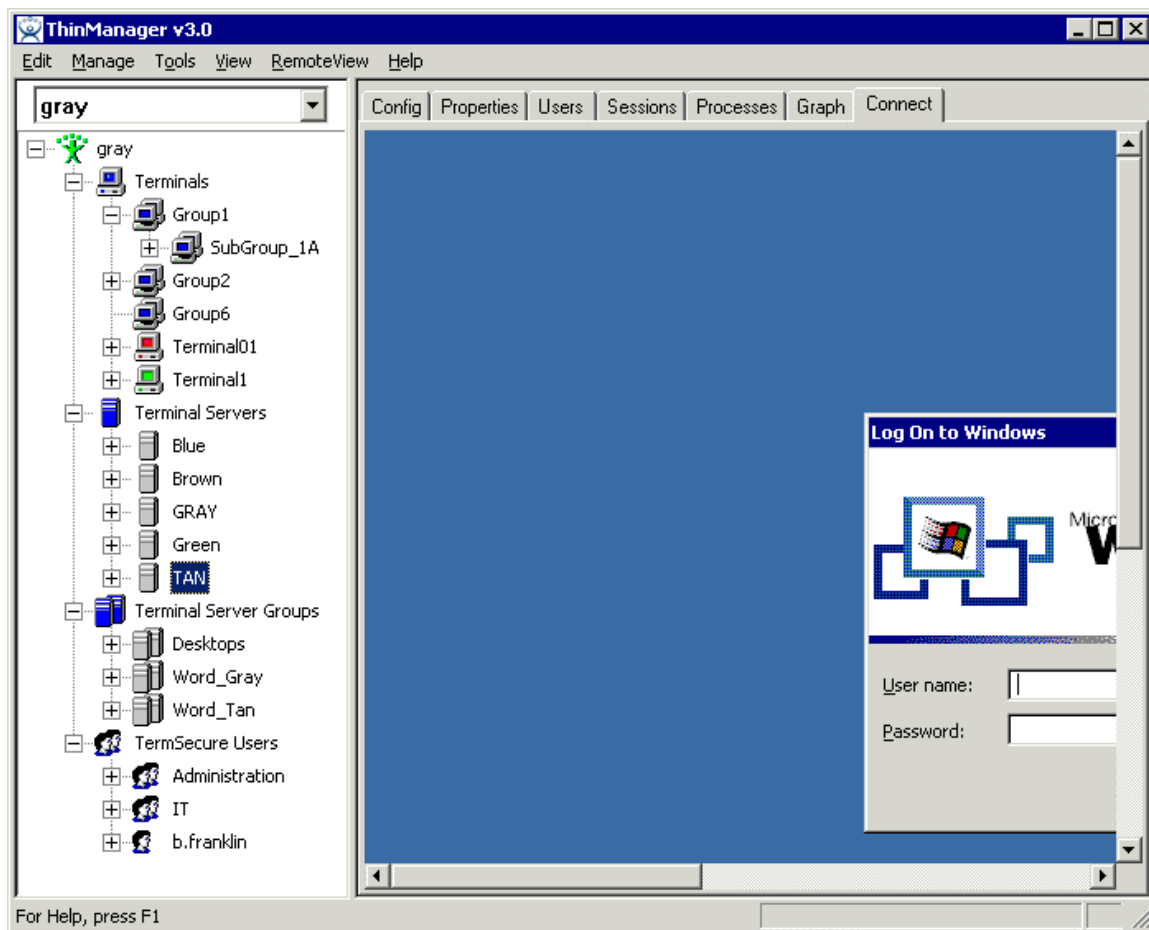 ThinManager v3.0
Edit Manage Tools View RemoteView Help
gray
Config Properties Users Sessions Processes Graph Connect
gray
Terminals
Group1
SubGroup_1A
Group2
Group6
Terminal01
Terminal1
Terminal Servers
Blue
Brown
GRAY
Green
TAN
Terminal Server Groups
Desktops
Word_Gray
Word_Tan
TermSecure Users
Administration
IT
b.franklin
Log On to Windows
User name:
Password:
For Help, press F1